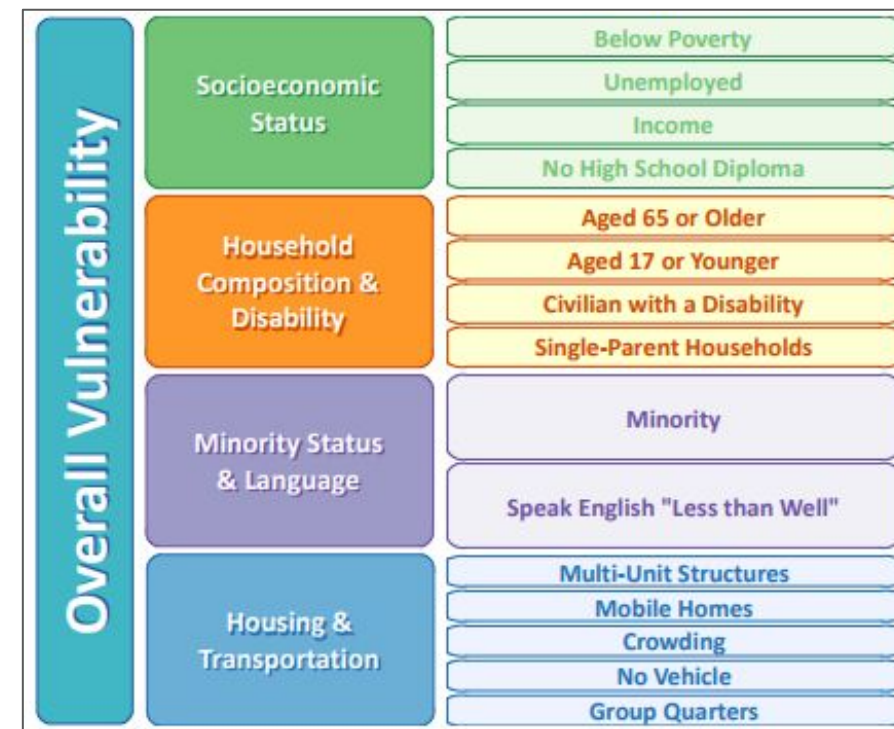 Overall Vulnerability
Socioeconomic
Status
Below Poverty
Unemployed
Income
No High School Diploma
Household
Composition &
Disability
Aged 65 or Older
Aged 17 or Younger
Civilian with a Disability
Single-Parent Households
Minority Status
& Language
Minority
Speak English "Less than Well"
Housing &
Transportation
Multi-Unit Structures
Mobile Homes
Crowding
No Vehicle
Group Quarters